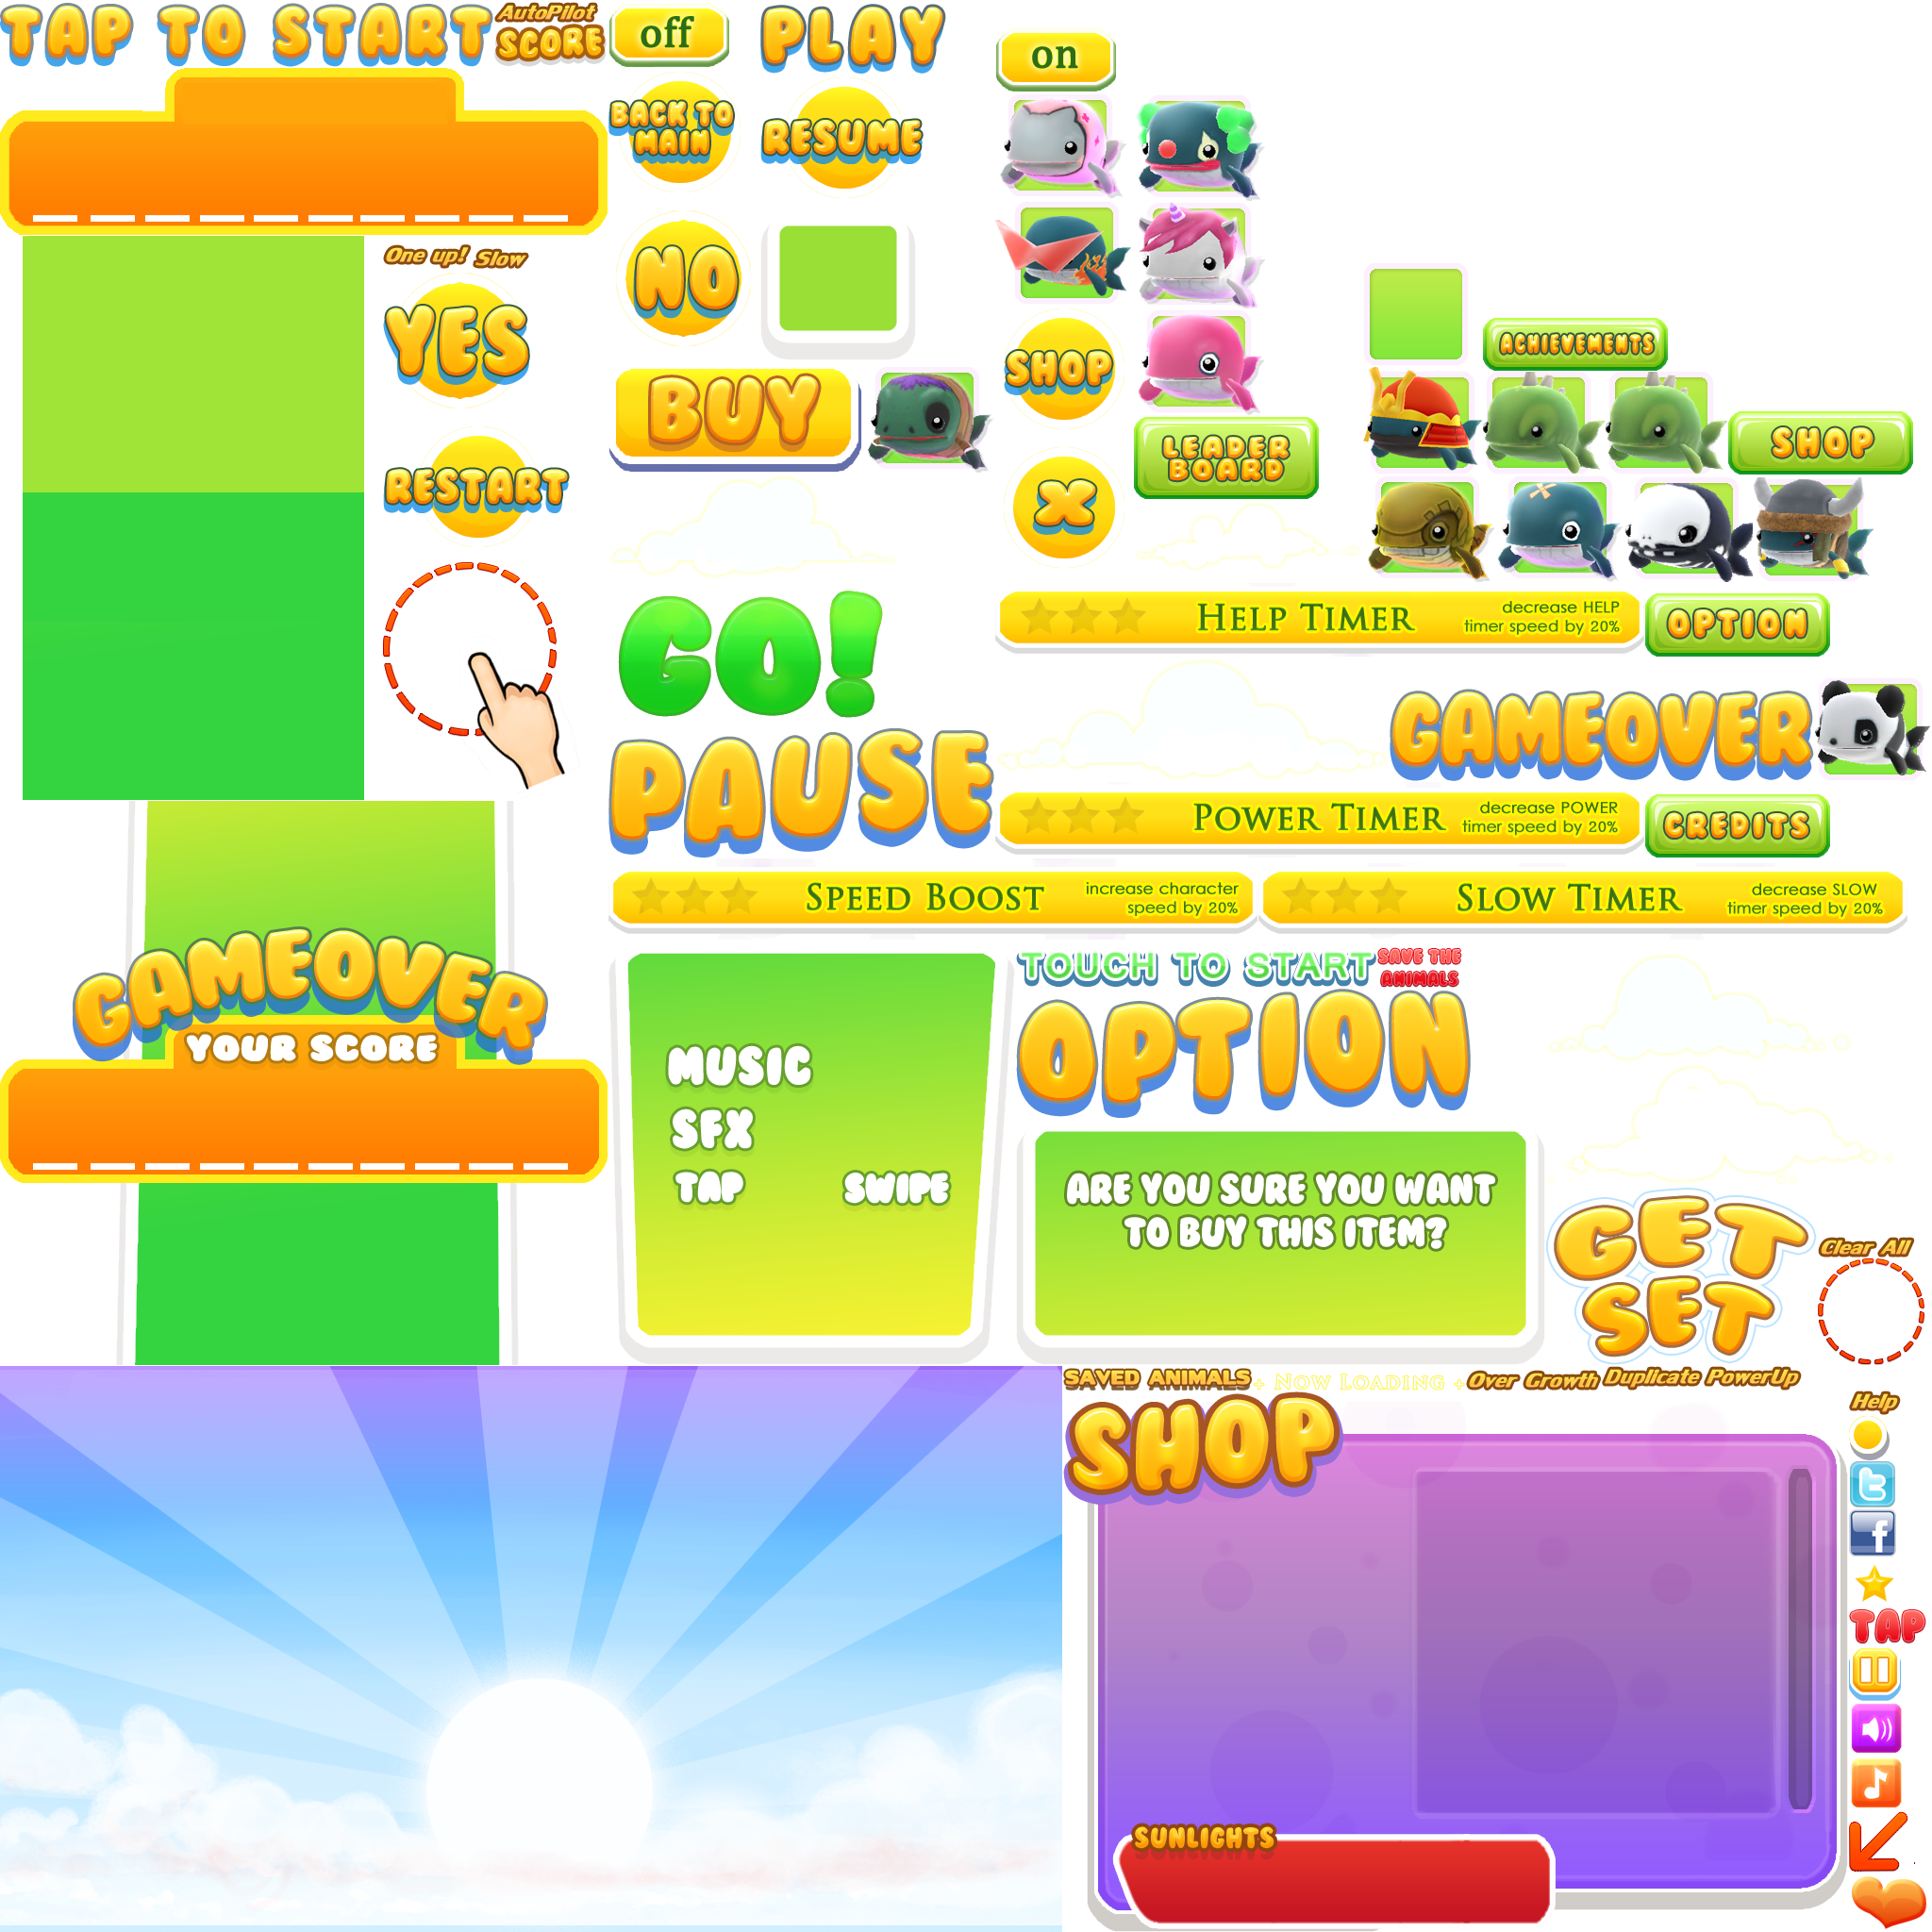 TAP TO START
AutoPilot
SCORE
off
PLAY
on
BACK TO
MAIN
RESUME
One up!
Slow
YES
NO
SHOP
ACHIEVEMENTS
BUY
LEADER
BOARD
SHOP
RESTART
X
GO!
HELP TIMER
decrease HELP
timer speed by 20%
OPTION
PAUSE
GAMEOVER
POWER TIMER
decrease POWER
timer speed by 20%
CREDITS
SPEED BOOST
increase character
speed by 20%
SLOW TIMER
decrease SLOW
timer speed by 20%
GAMEOVER
YOUR SCORE
TOUCH TO START
SAVE THE
ANIMALS
OPTION
MUSIC
SFX
TAP
SWIPE
ARE YOU SURE YOU WANT
TO BUY THIS ITEM?
GET
SET
Clear All
SAVED ANIMALS
+ NOW LOADING +
Over Growth
Duplicate PowerUp
Help
SHOP
t
f
TAP
SUNLIGHTS